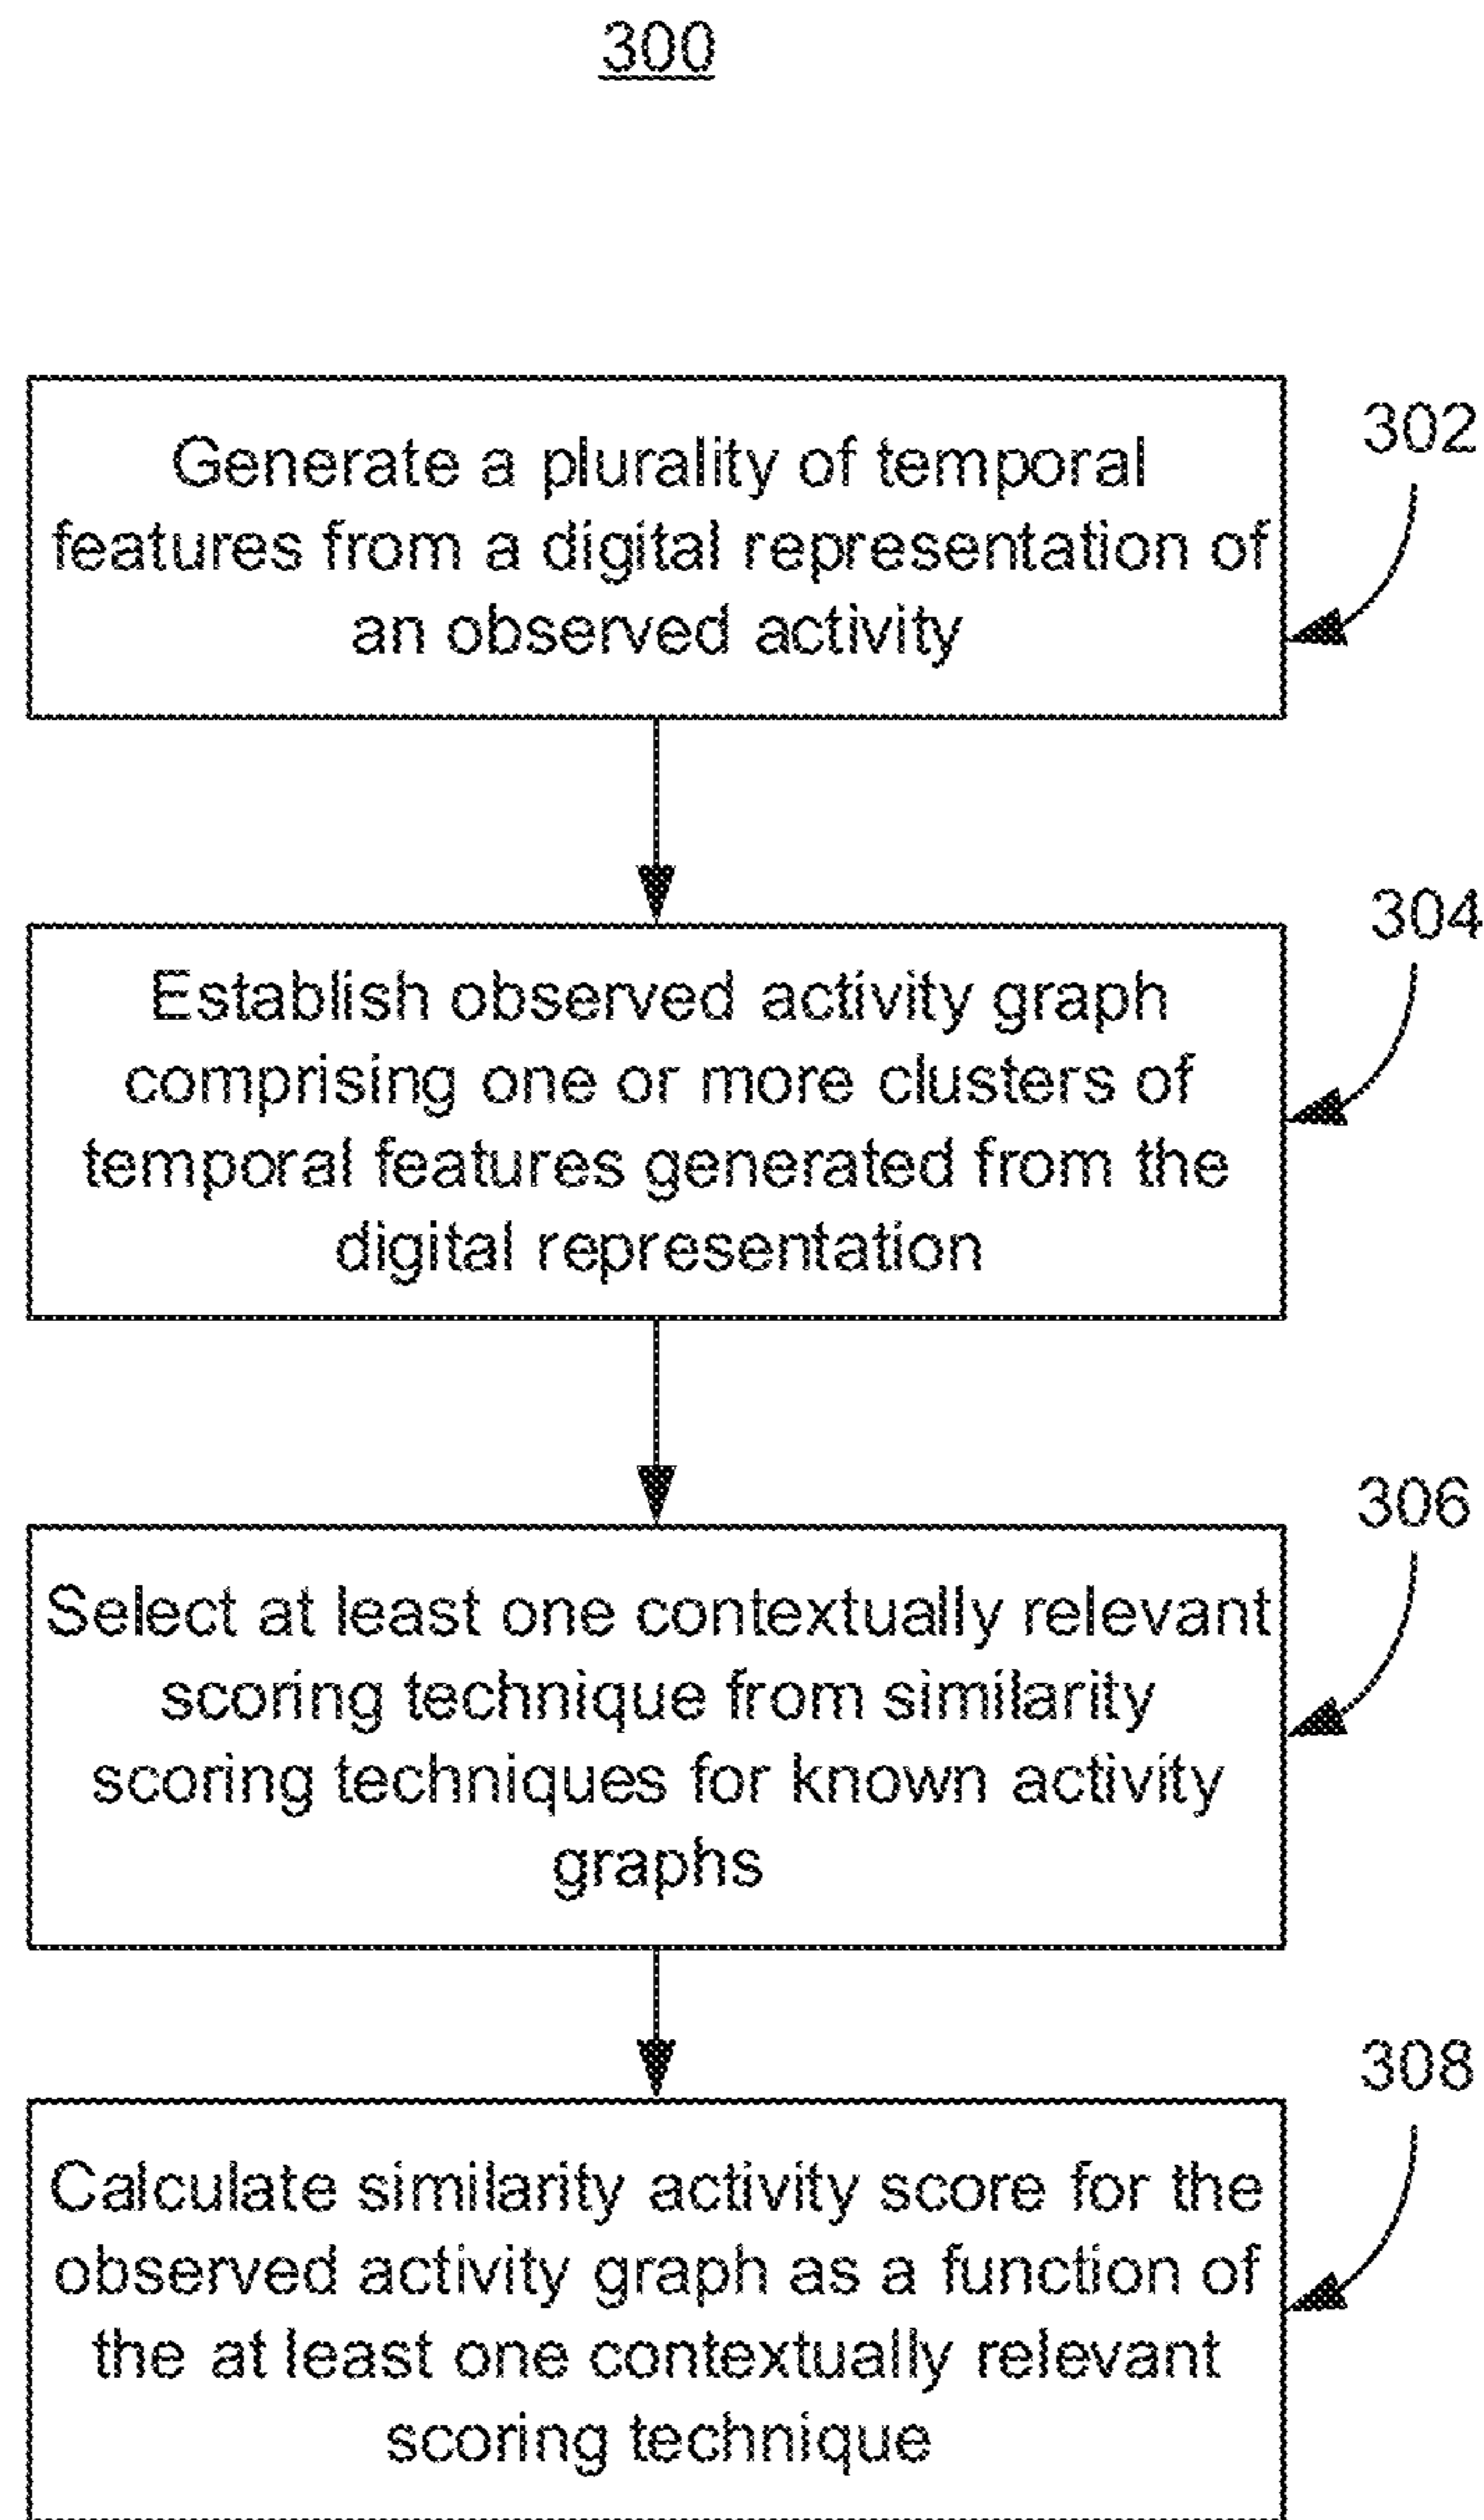 300
302
Generate a plurality of temporal
features from a digital representation of
an observed activity
304
Establish observed activity graph
comprising one or more clusters of
temporal features generated from the
digital representation
306
Select at least one contextually relevant
scoring technique from similarity
scoring techniques for known activity
graphs
308
Calculate similarity activity score for the
observed activity graph as a function of
the at least one contextually relevant
scoring technique